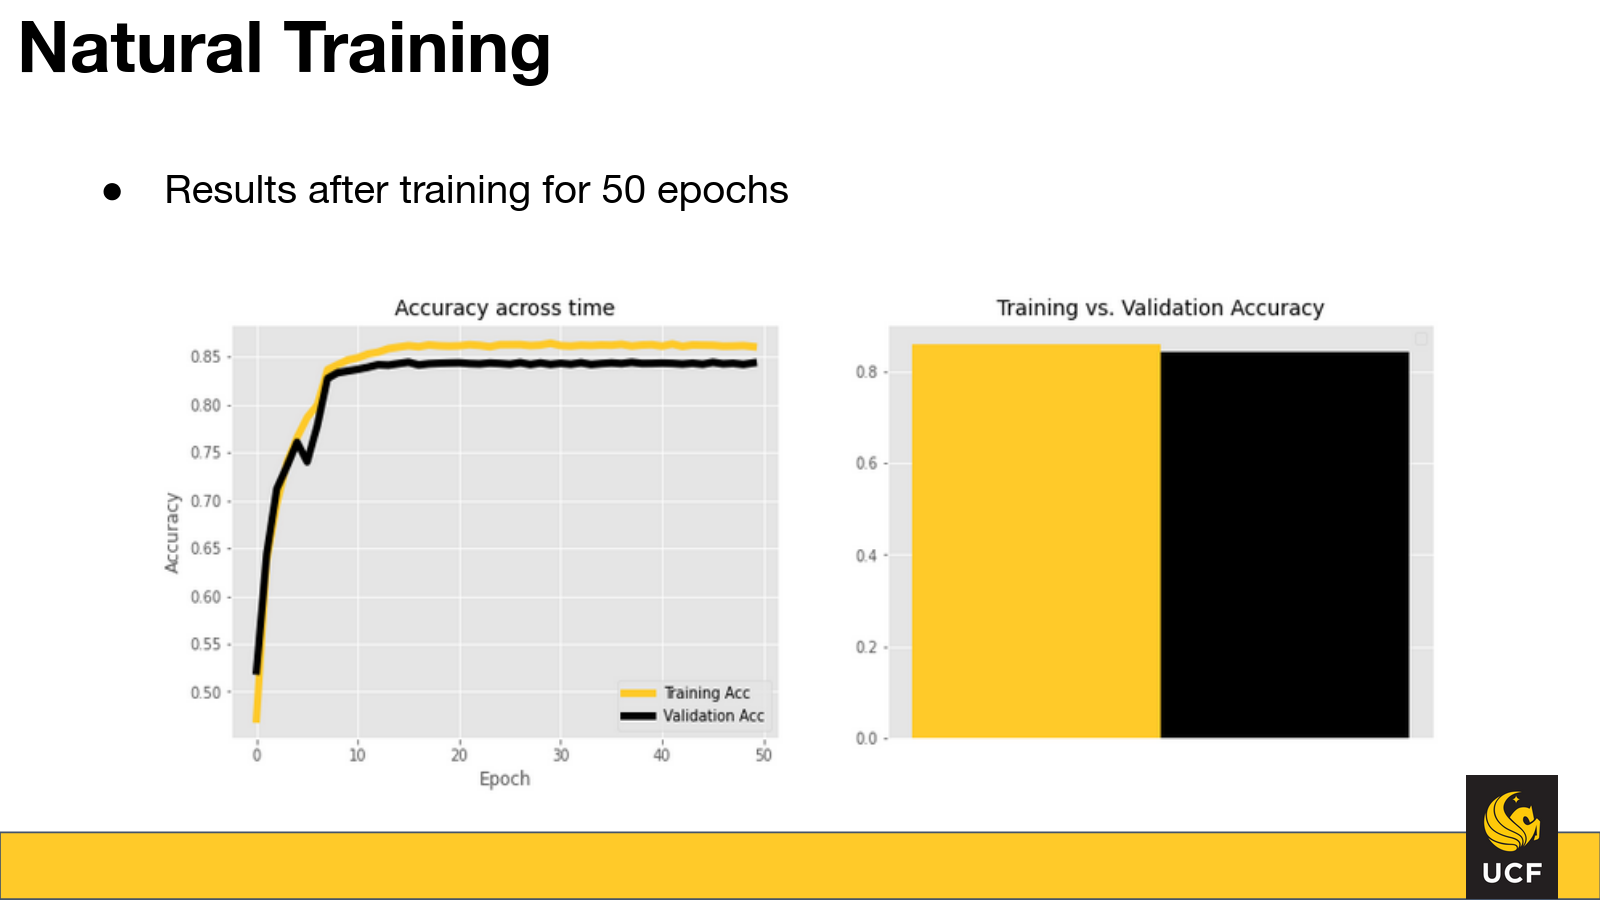 Natural Training
● Results after training for 50 epochs
Accuracy across time
0.85
0.80
0.75
0.70
0.65
0.60
0.55
0.50
Accuracy
Training Acc
Validation Acc
0 10 20 30 40 50
Epoch
Training vs. Validation Accuracy
0.8
0.6
0.4
0.2
0.0
UCF